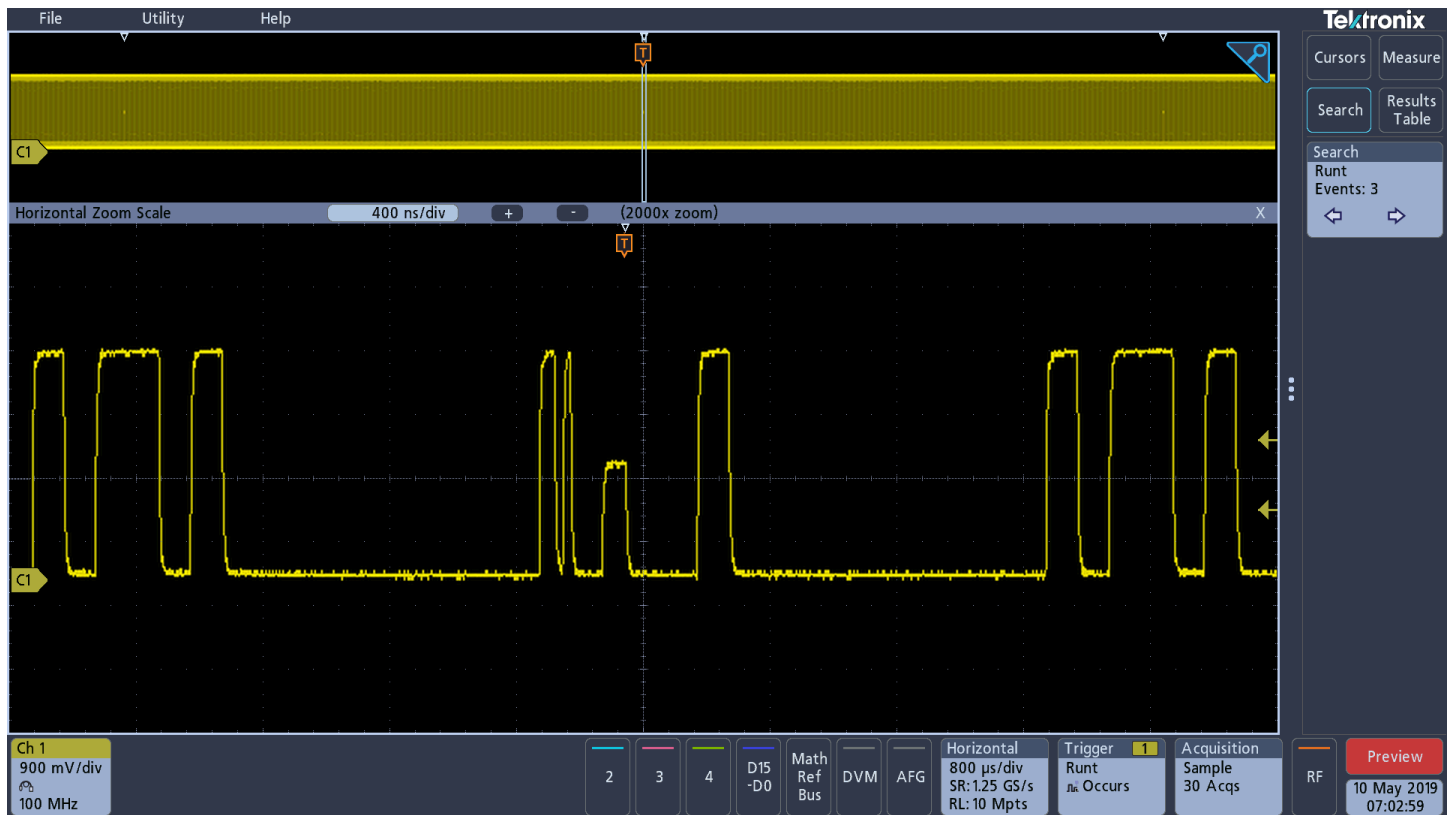 File Utility Help
Tektronix
T
Cursors Measure
Search Results Table
C1
Search
Runt
Events: 3
Horizontal Zoom Scale 400 ns/div + - (2000x zoom) X
T
C1
Ch 1
900 mV/div
100 MHz
2 3 4
D15
-D0
Math
Ref
Bus
DVM AFG
Horizontal
800 µs/div
SR: 1.25 GS/s
RL: 10 Mpts
Trigger 1
Runt
Occurs
Acquisition
Sample
30 Acqs
RF
Preview
10 May 2019
07:02:59